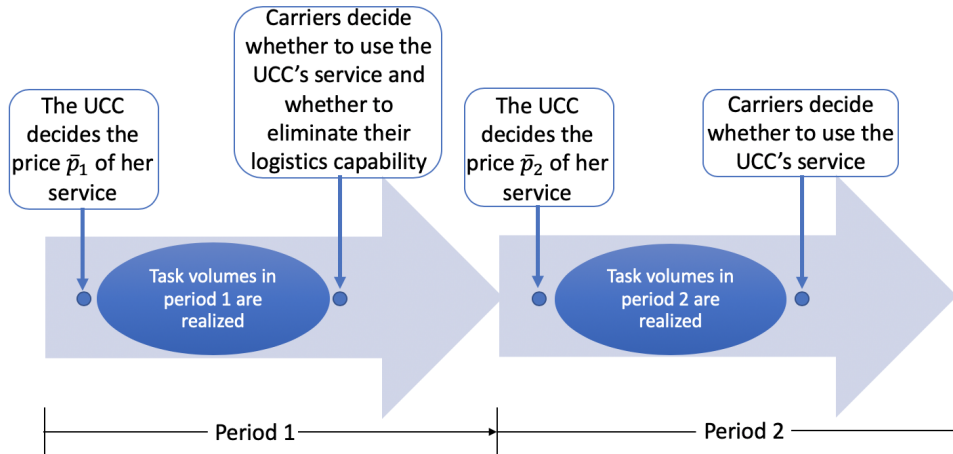 The UCC
decides the
price p̄₁ of her
service
Carriers decide
whether to use the
UCC's service and
whether to
eliminate their
logistics capability
The UCC
decides the
price p̄₂ of her
service
Carriers decide
whether to use the
UCC's service
Task volumes in
period 1 are
realized
Task volumes in
period 2 are
realized
Period 1
Period 2